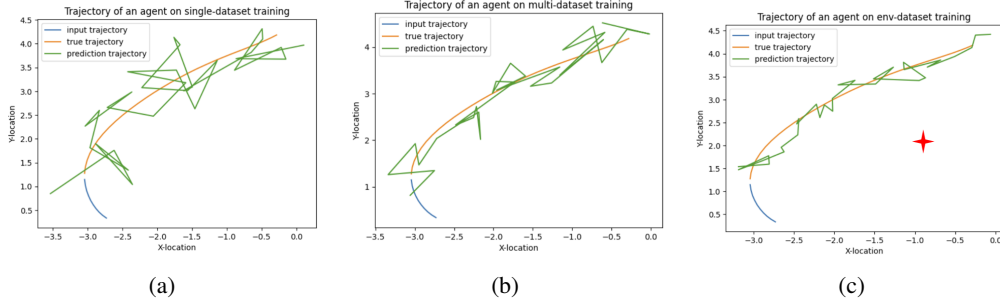 Trajectory of an agent on single-dataset training
input trajectory
true trajectory
prediction trajectory
4.5
4.0
3.5
3.0
2.5
2.0
1.5
1.0
0.5
Y-location
−3.5 −3.0 −2.5 −2.0 −1.5 −1.0 −0.5 0.0
X-location
(a)
Trajectory of an agent on multi-dataset training
input trajectory
true trajectory
prediction trajectory
4
3
2
1
Y-location
−3.5 −3.0 −2.5 −2.0 −1.5 −1.0 −0.5 0.0
X-location
(b)
Trajectory of an agent on env-dataset training
input trajectory
true trajectory
prediction trajectory
4.5
4.0
3.5
3.0
2.5
2.0
1.5
1.0
0.5
Y-location
−3.0 −2.5 −2.0 −1.5 −1.0 −0.5 0.0
X-location
(c)